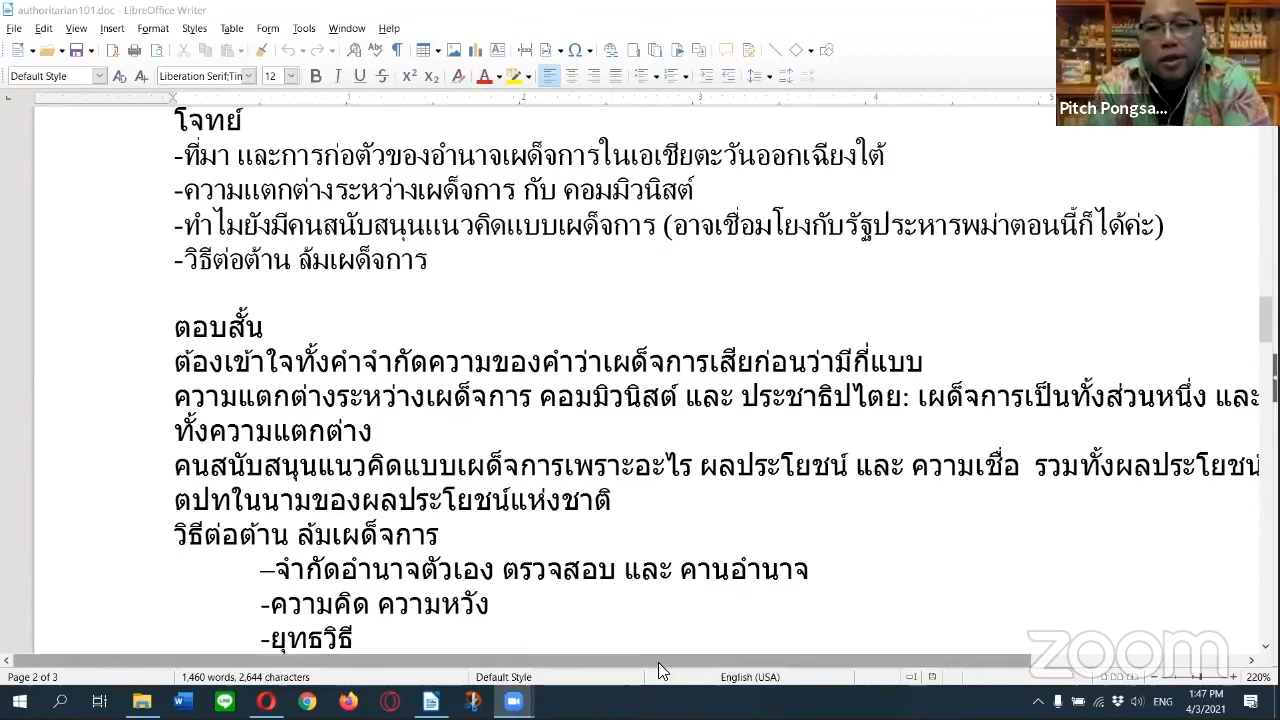 authoritarian101.doc - LibreOffice Writer
File Edit View Insert Format Styles Table Form Tools Window Help
Default Style Liberation Serif;Tin 12
1 2 3 4 5
Pitch Pongsa...
โจทย์
-ที่มา และการก่อตัวของอำนาจเผด็จการในเอเชียตะวันออกเฉียงใต้
-ความแตกต่างระหว่างเผด็จการ กับ คอมมิวนิสต์
-ทำไมยังมีคนสนับสนุนแนวคิดแบบเผด็จการ (อาจเชื่อมโยงกับรัฐประหารพม่าตอนนี้ก็ได้ค่ะ)
-วิธีต่อต้าน ล้มเผด็จการ
ตอบสั้น
ต้องเข้าใจทั้งคำจำกัดความของคำว่าเผด็จการเสียก่อนว่ามีกี่แบบ
ความแตกต่างระหว่างเผด็จการ คอมมิวนิสต์ และ ประชาธิปไตย: เผด็จการเป็นทั้งส่วนหนึ่ง และ
ทั้งความแตกต่าง
คนสนับสนุนแนวคิดแบบเผด็จการเพราะอะไร ผลประโยชน์ และ ความเชื่อ รวมทั้งผลประโยชน์
ตปทในนามของผลประโยชน์แห่งชาติ
วิธีต่อต้าน ล้มเผด็จการ
–จำกัดอำนาจตัวเอง ตรวจสอบ และ คานอำนาจ
-ความคิด ความหวัง
-ยุทธวิธี
zoom
Page 2 of 3 1,460 words, 2,644 characters Default Style English (USA) 220%
ENG 1:47 PM
4/3/2021